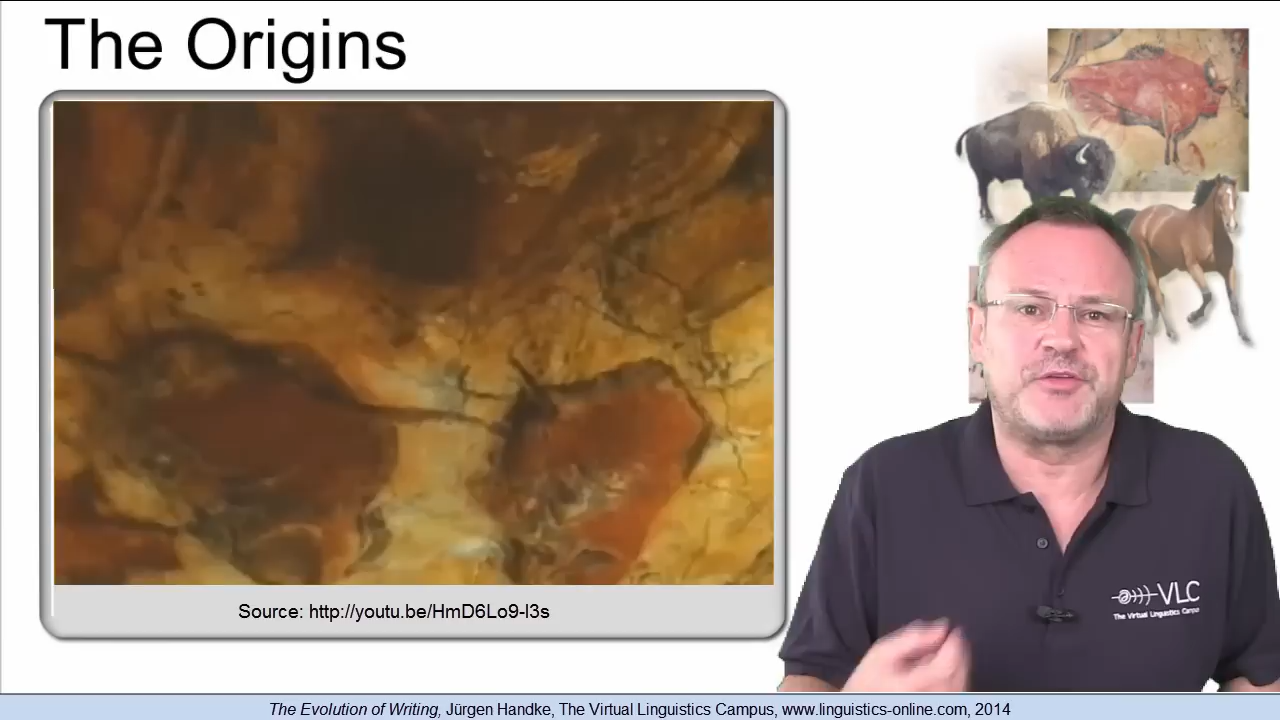 The Origins
Source: http://youtu.be/HmD6Lo9-l3s
VLC
The Virtual Linguistics Campus
The Evolution of Writing, Jürgen Handke, The Virtual Linguistics Campus, www.linguistics-online.com, 2014